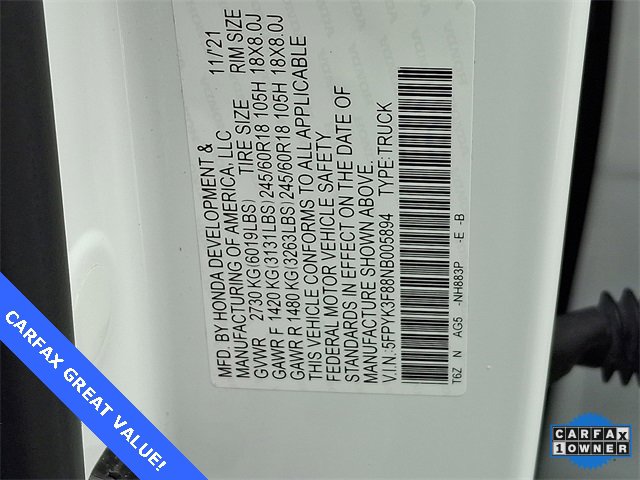 MFD. BY HONDA DEVELOPMENT & 11/'21
MANUFACTURING OF AMERICA, LLC
TIRE SIZE RIM SIZE
GVWR 2730 KG(6019LBS)
GAWR F 1420 KG(3131LBS) 245/60R18 105H 18X8.0J
GAWR R 1480 KG(3263LBS) 245/60R18 105H 18X8.0J
THIS VEHICLE CONFORMS TO ALL APPLICABLE
FEDERAL MOTOR VEHICLE SAFETY
STANDARDS IN EFFECT ON THE DATE OF
MANUFACTURE SHOWN ABOVE.
V.I.N.:5FPYK3F88NB005894 TYPE:TRUCK
T6Z N AG5 -NH883P -E -B
CARFAX GREAT VALUE!
CARFAX
1 OWNER